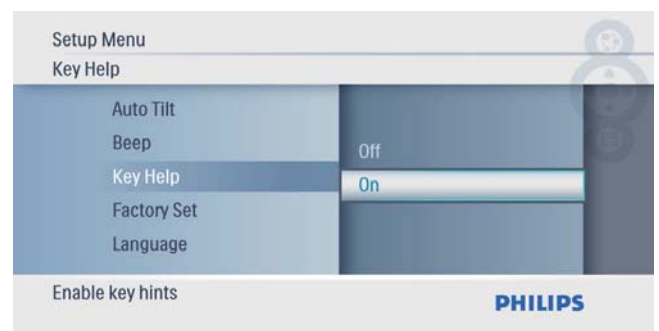 Setup Menu
Key Help
Auto Tilt
Beep
Key Help
Factory Set
Language
Off
On
Enable key hints
PHILIPS